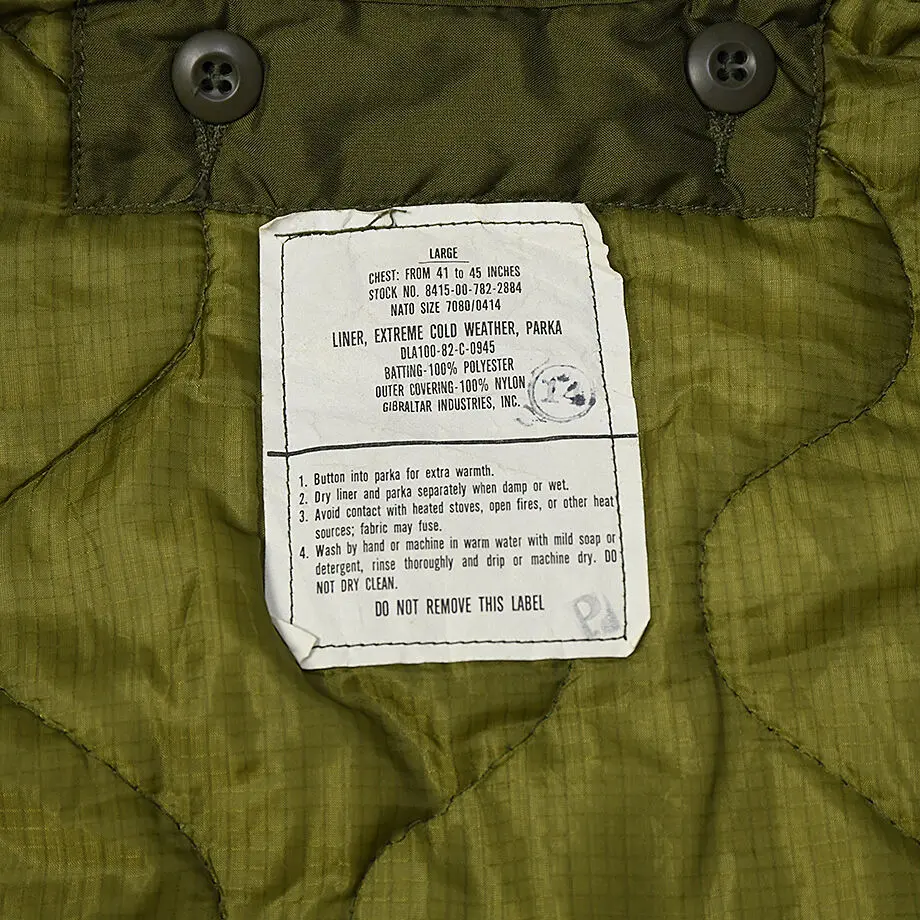 LARGE
CHEST: FROM 41 to 45 INCHES
STOCK NO. 8415-00-782-2884
NATO SIZE 7080/0414
LINER, EXTREME COLD WEATHER, PARKA
DLA100-82-C-0945
BATTING-100% POLYESTER
OUTER COVERING-100% NYLON
GIBRALTAR INDUSTRIES, INC.
1. Button into parka for extra warmth.
2. Dry liner and parka separately when damp or wet.
3. Avoid contact with heated stoves, open fires, or other heat
sources; fabric may fuse.
4. Wash by hand or machine in warm water with mild soap or
detergent, rinse thoroughly and drip or machine dry. DO
NOT DRY CLEAN.
DO NOT REMOVE THIS LABEL